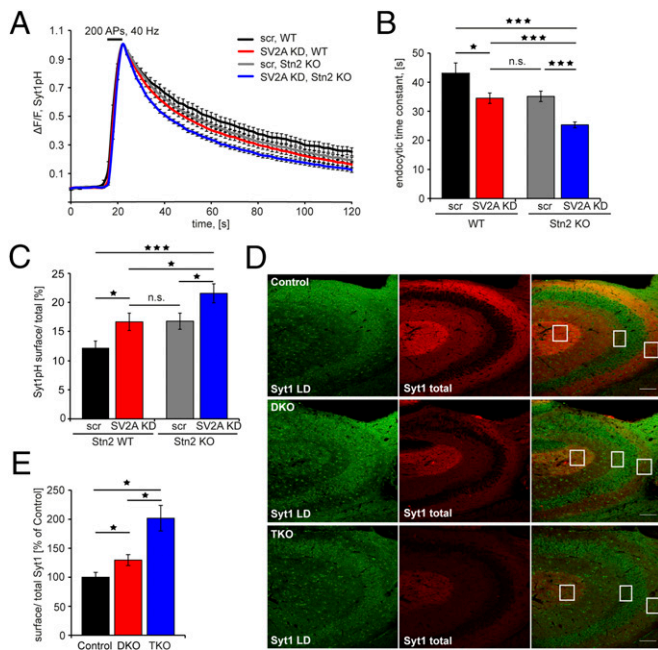 A
200 APs, 40 Hz
scr, WT
SV2A KD, WT
scr, Stn2 KO
SV2A KD, Stn2 KO
ΔF/F, Syt1pH
1.1
0.9
0.7
0.5
0.3
0.1
0 20 40 60 80 100 120
time, [s]
B
★★★
★★★
★ n.s. ★★★
endocytic time constant, [s]
50
40
30
20
10
0
scr SV2A KD scr SV2A KD
WT Stn2 KO
C
★★★
★
★ n.s. ★
Syt1pH surface/ total [%]
25
20
15
10
5
0
scr SV2A KD scr SV2A KD
Stn2 WT Stn2 KO
D
Control
Syt1 LD Syt1 total
DKO
Syt1 LD Syt1 total
TKO
Syt1 LD Syt1 total
E
★
★
★
surface/ total Syt1 [% of Control]
250
200
150
100
50
0
Control DKO TKO